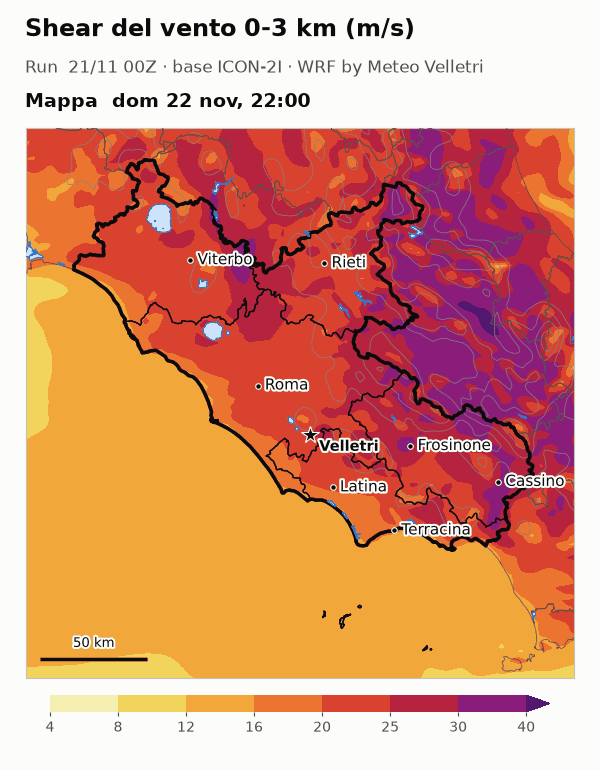 Shear del vento 0-3 km (m/s)
Run  21/11 00Z · base ICON-2I · WRF by Meteo Velletri
Mappa  dom 22 nov, 22:00
Viterbo
Rieti
Roma
Velletri
Frosinone
Cassino
Latina
Terracina
50 km
4 8 12 16 20 25 30 40